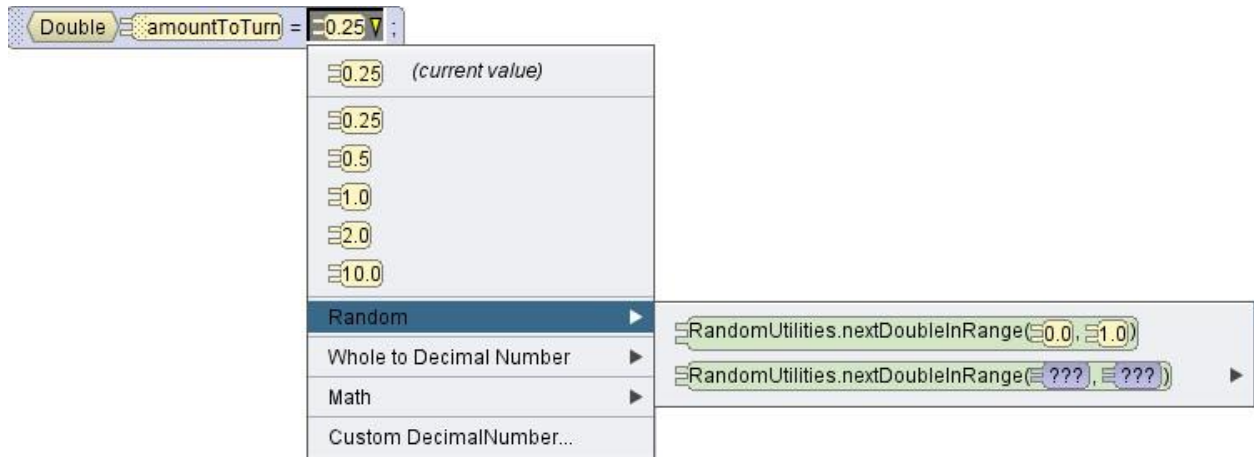 Double amountToTurn = 0.25 ;
0.25 (current value)
0.25
0.5
1.0
2.0
10.0
Random
RandomUtilities.nextDoubleInRange(0.0, 1.0)
Whole to Decimal Number
RandomUtilities.nextDoubleInRange(???, ???)
Math
Custom DecimalNumber...